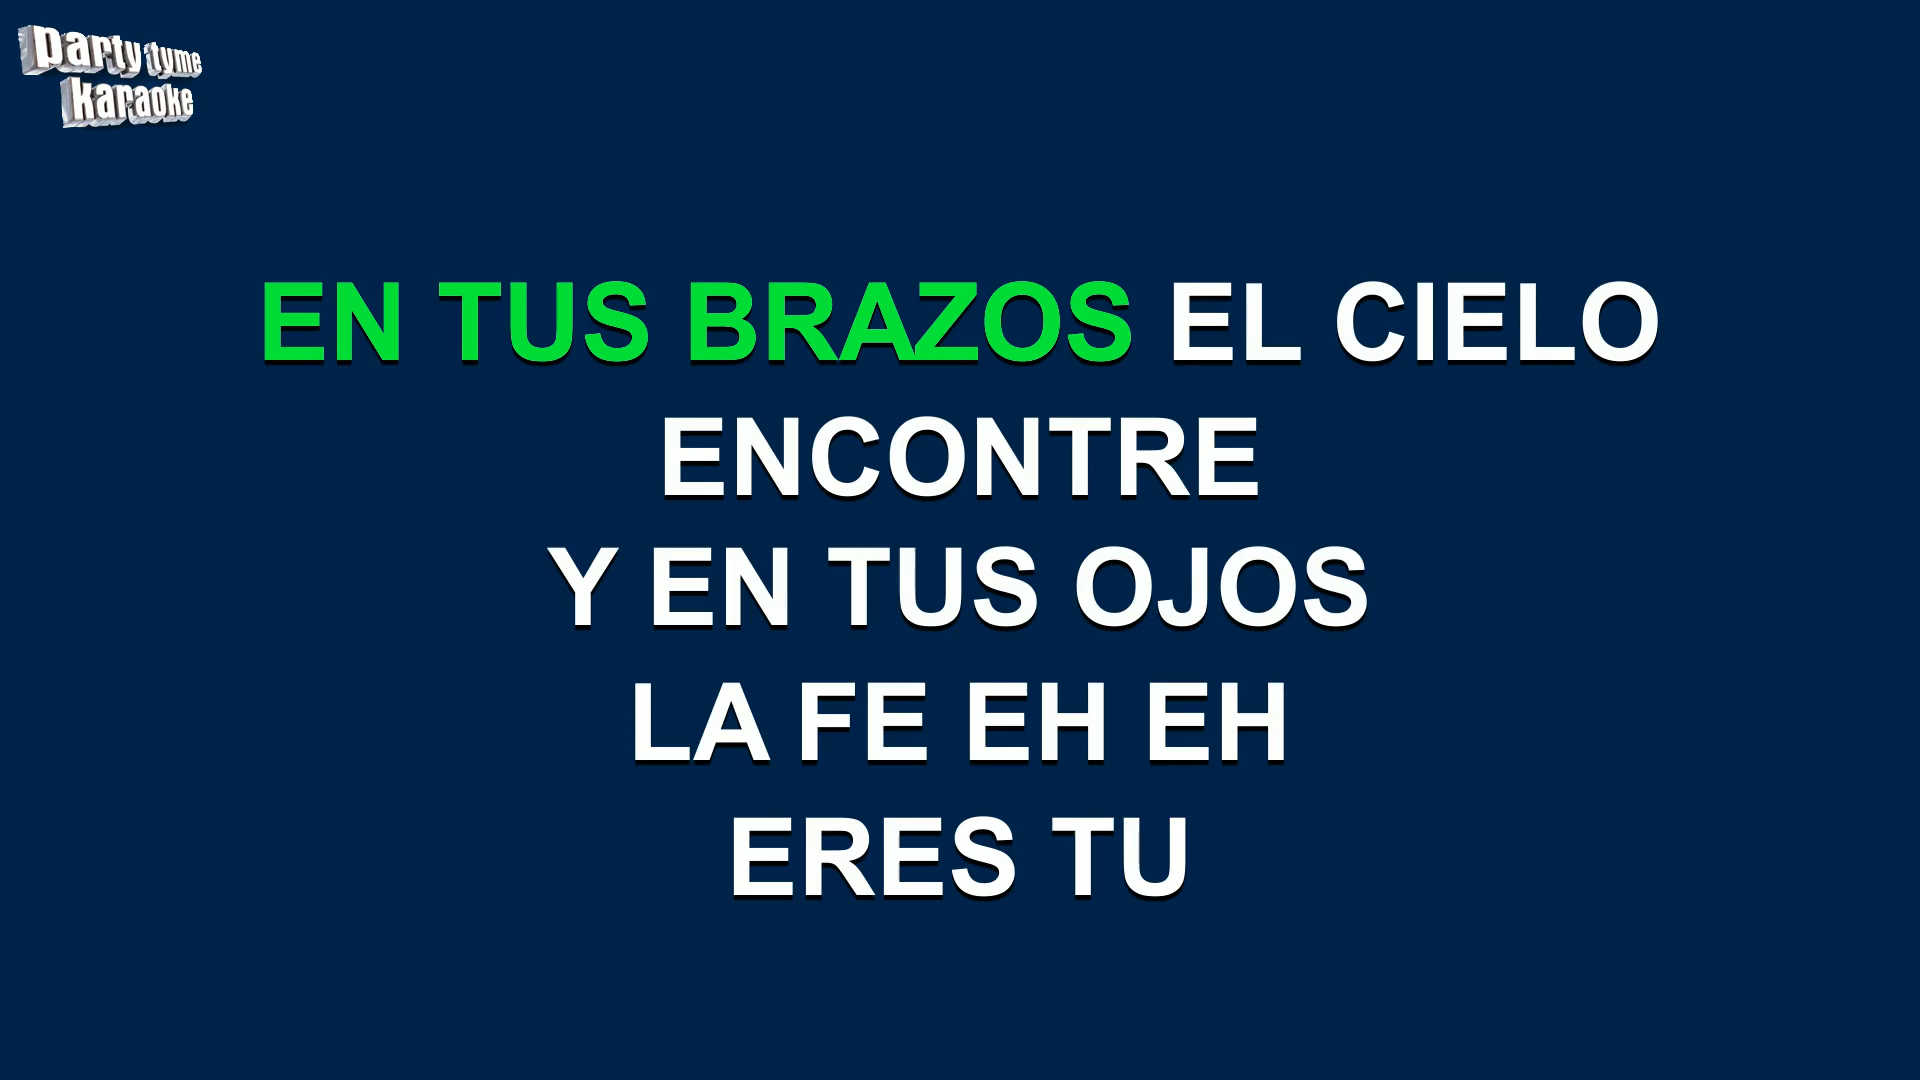 party tyme
karaoke
EN TUS BRAZOS EL CIELO
ENCONTRE
Y EN TUS OJOS
LA FE EH EH
ERES TU